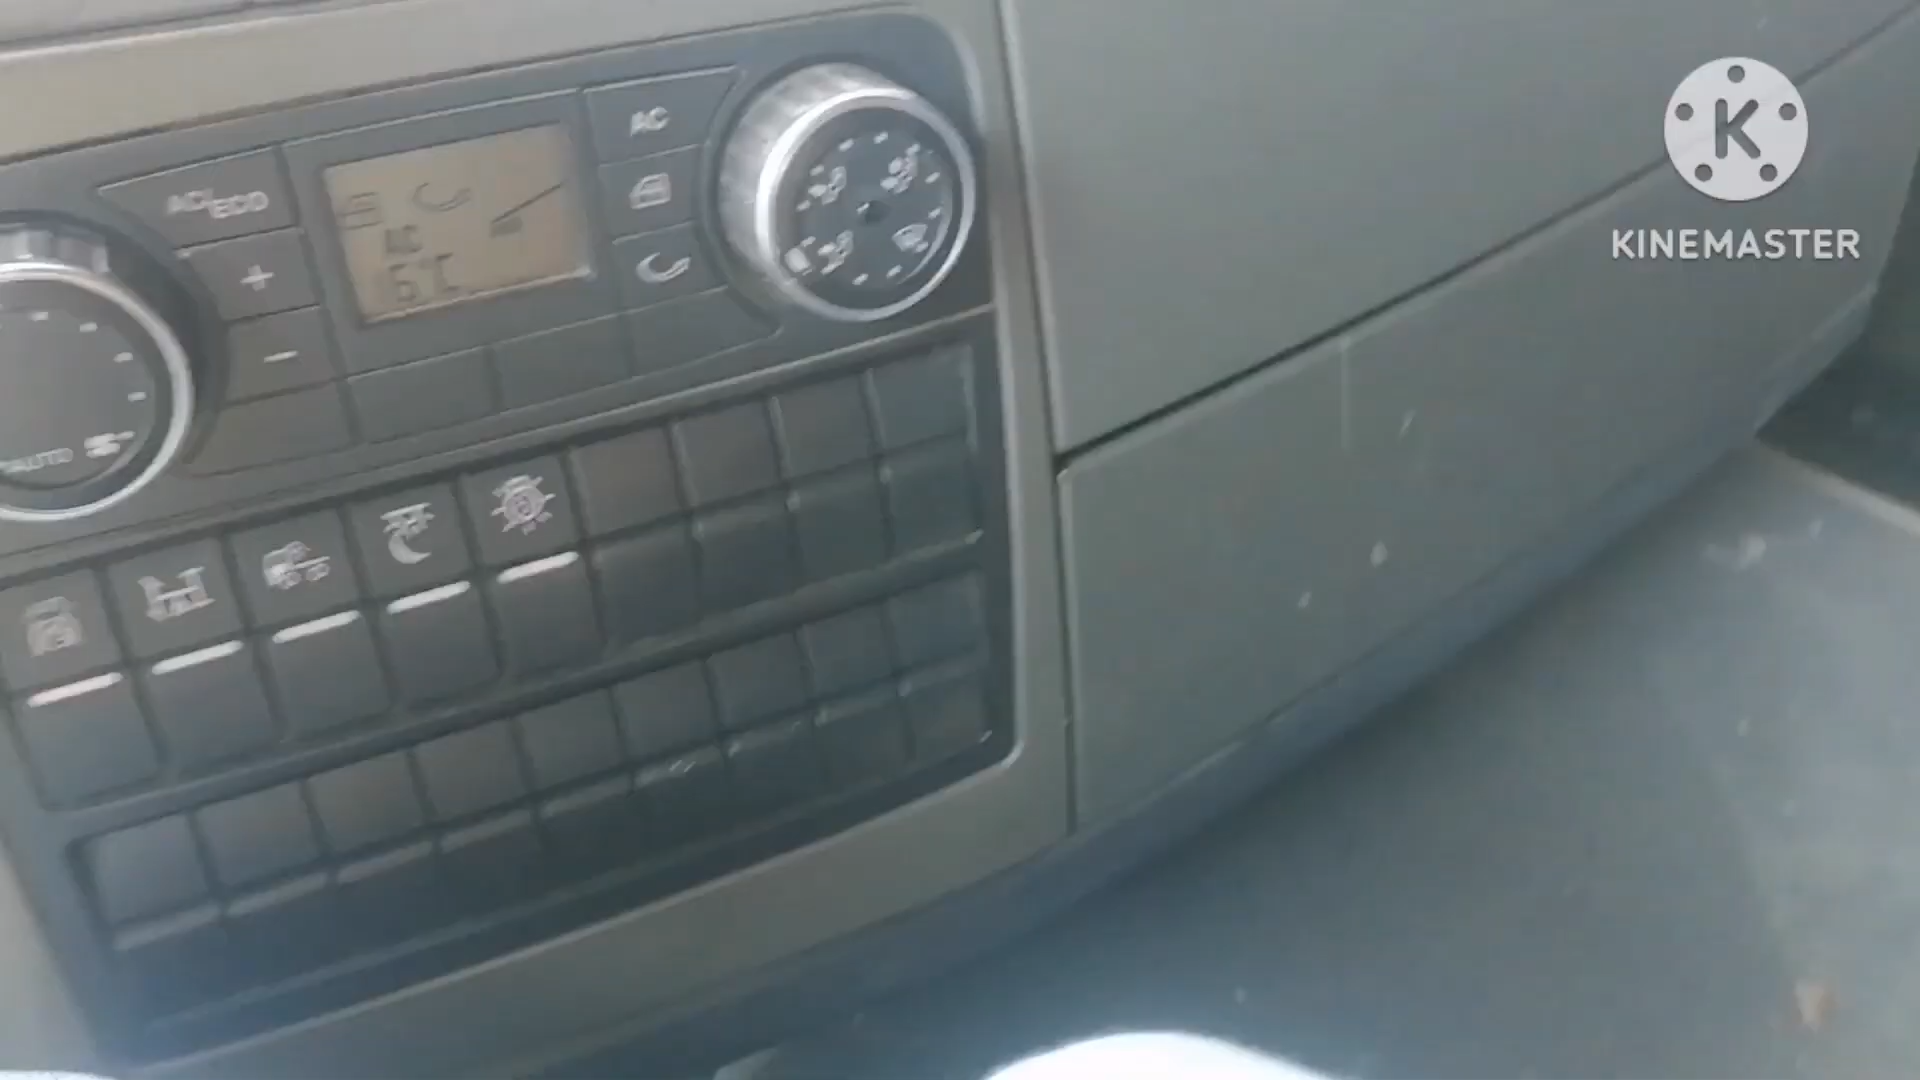 AC
AC/ECO
AC
+
-
AUTO
K
KINEMASTER